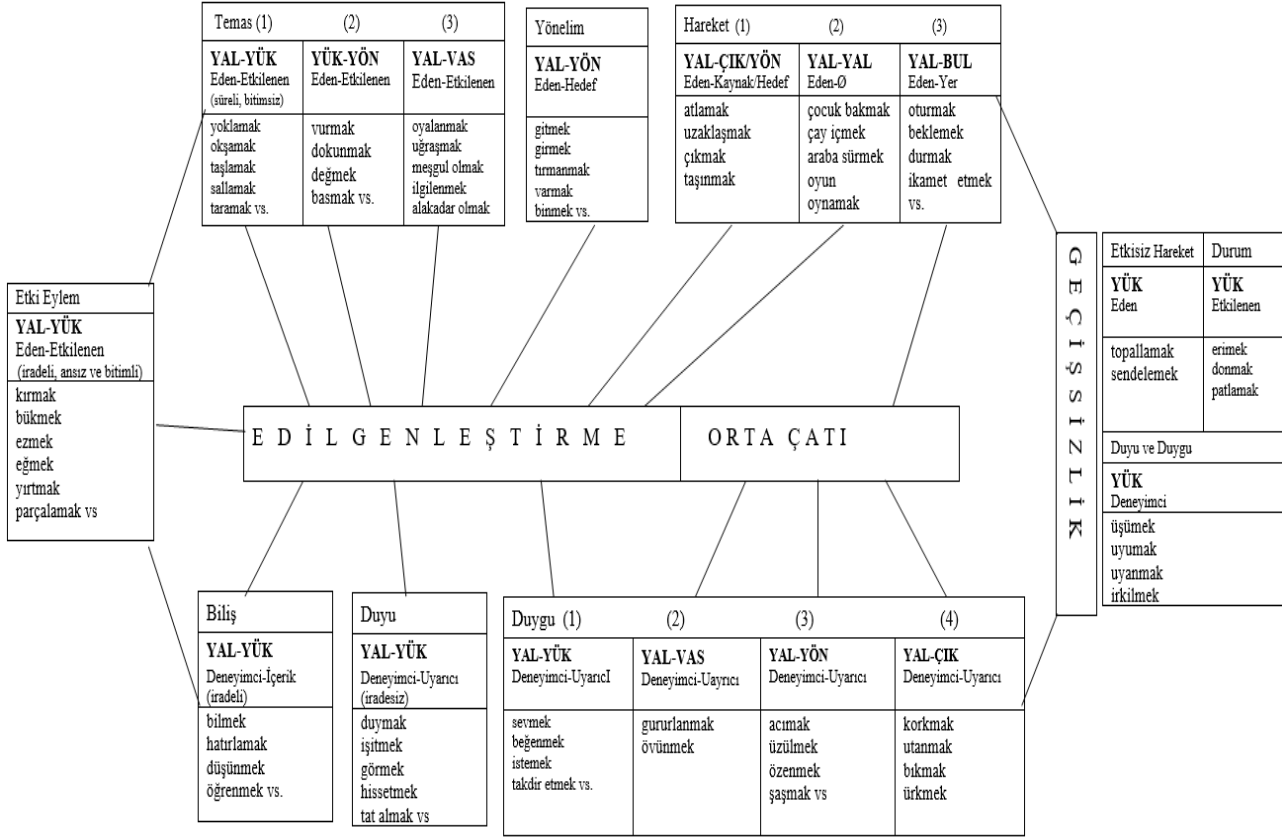 Temas (1) (2) (3)
YAL-YÜK
Eden-Etkilenen
(süreli, bitimsiz)
yoklamak
okşamak
taşlamak
sallamak
taramak vs.
YÜK-YÖN
Eden-Etkilenen
vurmak
dokunmak
değmek
basmak vs.
YAL-VAS
Eden-Etkilenen
oyalanmak
uğraşmak
meşgul olmak
ilgilenmek
alakadar olmak
Yönelim
YAL-YÖN
Eden-Hedef
gitmek
girmek
tırmanmak
varmak
binmek vs.
Hareket (1) (2) (3)
YAL-ÇIK/YÖN
Eden-Kaynak/Hedef
atlamak
uzaklaşmak
çıkmak
taşınmak
YAL-YAL
Eden-Ø
çocuk bakmak
çay içmek
araba sürmek
oyun
oynamak
YAL-BUL
Eden-Yer
oturmak
beklemek
durmak
ikamet etmek
vs.
Etki Eylem
YAL-YÜK
Eden-Etkilenen
(iradeli, ansız ve bitimli)
kırmak
bükmek
ezmek
eğmek
yırtmak
parçalamak vs
EDİLGENLEŞTİRME
ORTA ÇATI
GEÇİŞSİZLİK
Etkisiz Hareket
YÜK
Eden
topallamak
sendelemek
Durum
YÜK
Etkilenen
erimek
donmak
patlamak
Duyu ve Duygu
YÜK
Deneyimci
üşümek
uyumak
uyanmak
irkilmek
Biliş
YAL-YÜK
Deneyimci-İçerik
(iradeli)
bilmek
hatırlamak
düşünmek
öğrenmek vs.
Duyu
YAL-YÜK
Deneyimci-Uyarıcı
(iradesiz)
duymak
işitmek
görmek
hissetmek
tat almak vs
Duygu (1) (2) (3) (4)
YAL-YÜK
Deneyimci-UyarıcI
sevmek
beğenmek
istemek
takdir etmek vs.
YAL-VAS
Deneyimci-Uayrıcı
gururlanmak
övünmek
YAL-YÖN
Deneyimci-Uyarıcı
acımak
üzülmek
özenmek
şaşmak vs
YAL-ÇIK
Deneyimci-Uyarıcı
korkmak
utanmak
bıkmak
ürkmek